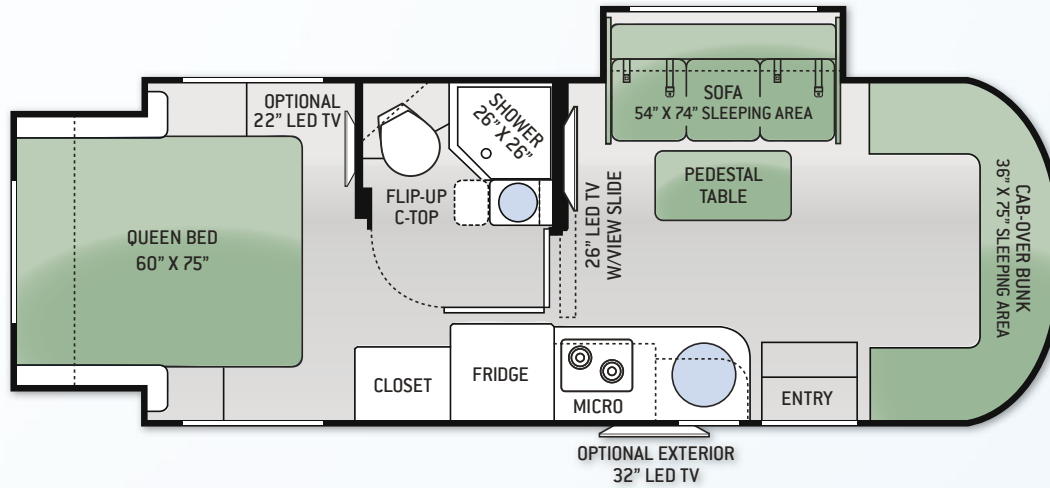 OPTIONAL
22” LED TV
SHOWER
26” X 26”
SOFA
54” X 74” SLEEPING AREA
PEDESTAL
TABLE
CAB-OVER BUNK
36” X 75” SLEEPING AREA
FLIP-UP
C-TOP
26” LED TV
W/VIEW SLIDE
QUEEN BED
60” X 75”
CLOSET
FRIDGE
MICRO
ENTRY
OPTIONAL EXTERIOR
32” LED TV